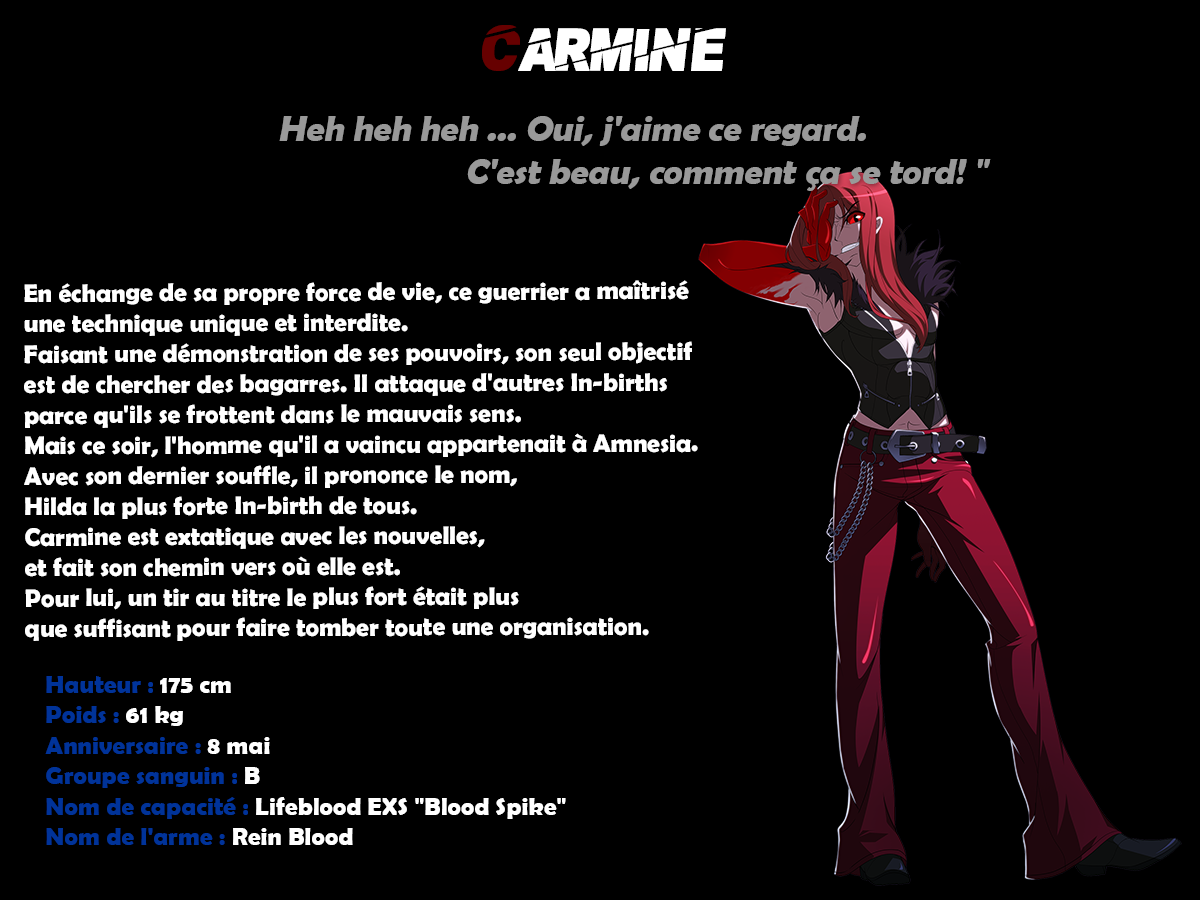 CARMINE
Heh heh heh ... Oui, j'aime ce regard.
C'est beau, comment ça se tord! "
En échange de sa propre force de vie, ce guerrier a maîtrisé
une technique unique et interdite.
Faisant une démonstration de ses pouvoirs, son seul objectif
est de chercher des bagarres. Il attaque d'autres In-births
parce qu'ils se frottent dans le mauvais sens.
Mais ce soir, l'homme qu'il a vaincu appartenait à Amnesia.
Avec son dernier souffle, il prononce le nom,
Hilda la plus forte In-birth de tous.
Carmine est extatique avec les nouvelles,
et fait son chemin vers où elle est.
Pour lui, un tir au titre le plus fort était plus
que suffisant pour faire tomber toute une organisation.
Hauteur : 175 cm
Poids : 61 kg
Anniversaire : 8 mai
Groupe sanguin : B
Nom de capacité : Lifeblood EXS "Blood Spike"
Nom de l'arme : Rein Blood